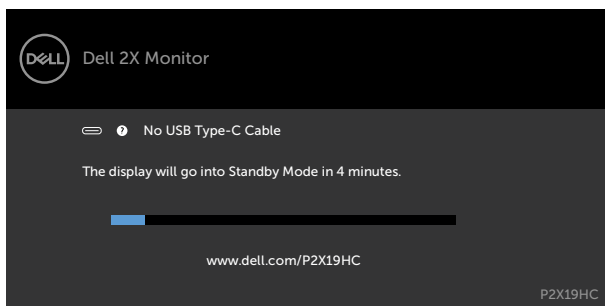 DELL
Dell 2X Monitor
? No USB Type-C Cable
The display will go into Standby Mode in 4 minutes.
www.dell.com/P2X19HC
P2X19HC